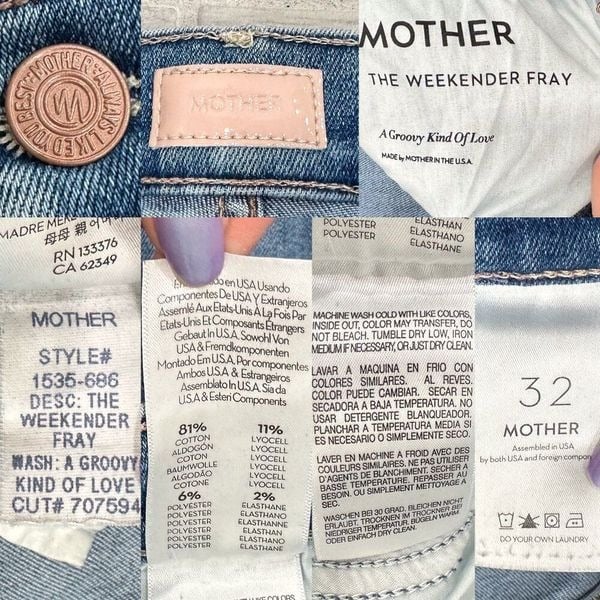 MOTHER ALWAYS LIKED YOU BEST
MOTHER
MOTHER
THE WEEKENDER FRAY
A Groovy Kind Of Love
MADE by MOTHER IN THE U.S.A.
RN 133376
CA 62349
MOTHER
STYLE#
1535-686
DESC: THE
WEEKENDER
FRAY
WASH: A GROOVY
KIND OF LOVE
CUT# 707594
en USA Usando
Componentes De USA Y Extranjeros
Assemlé Aux Etats-Unis A La Fois Par
Etats-Unis Et Composants Etrangers
Gebaut In U.S.A. Sowohl Von
USA & Fremdkomponenten
Montado Em U.S.A. Por componentes
Ambos U.S.A & Estrangeiros
Assemblato In U.S.A. Sia da
U.S.A & Esteri Components
81% 11%
COTTON LYOCELL
ALGODÓN LYOCELL
COTON LYOCELL
BAUMWOLLE LYOCELL
ALGODÃO LYOCELL
COTONE LYOCELL
6% 2%
POLYESTER ELASTHANE
POLYESTER ELASTANO
POLYESTER ELASTHANNE
POLYESTER ELASTHAN
POLYESTER ELASTHANO
POLYESTER ELASTANO
POLYESTER ELASTHAN
POLYESTER ELASTHANO
POLYESTER ELASTANO
MACHINE WASH COLD WITH LIKE COLORS,
INSIDE OUT, COLOR MAY TRANSFER, DO
NOT BLEACH. TUMBLE DRY LOW, IRON
MEDIUM IF NECESSARY, OR JUST DRY CLEAN.
LAVAR A MAQUINA EN FRIO CON
COLORES SIMILARES. AL REVES.
COLOR PUEDE CAMBIAR. SECAR EN
SECADORA A BAJA TEMPERATURA. NO
USAR DETERGENTE BLANQUEADOR.
PLANCHAR A TEMPERATURA MEDIA SI
ES NECESARIO O SIMPLEMENTE SECAR.
LAVER EN MACHINE A FROID AVEC DES
COULEURS SIMILAIRES. NE PAS UTILISER
D'AGENTS DE BLANCHIMENT. SECHER A
BASSE TEMPERATURE. REPASSER AU
BESOIN OU SIMPLEMENT METTOYAGE A
SEC.
WASCHEN BEI 30 GRAD. BLEICHEN NICHT
ERLAUBT. TROCKNEN IM TROCKNER BEI
NIEDRIGER TEMPERATUR. BÜGELN WARM
ODER EINFACH DRY CLEAN.
32
MOTHER
Assembled in USA
by both USA and foreign
DO YOUR OWN LAUNDRY